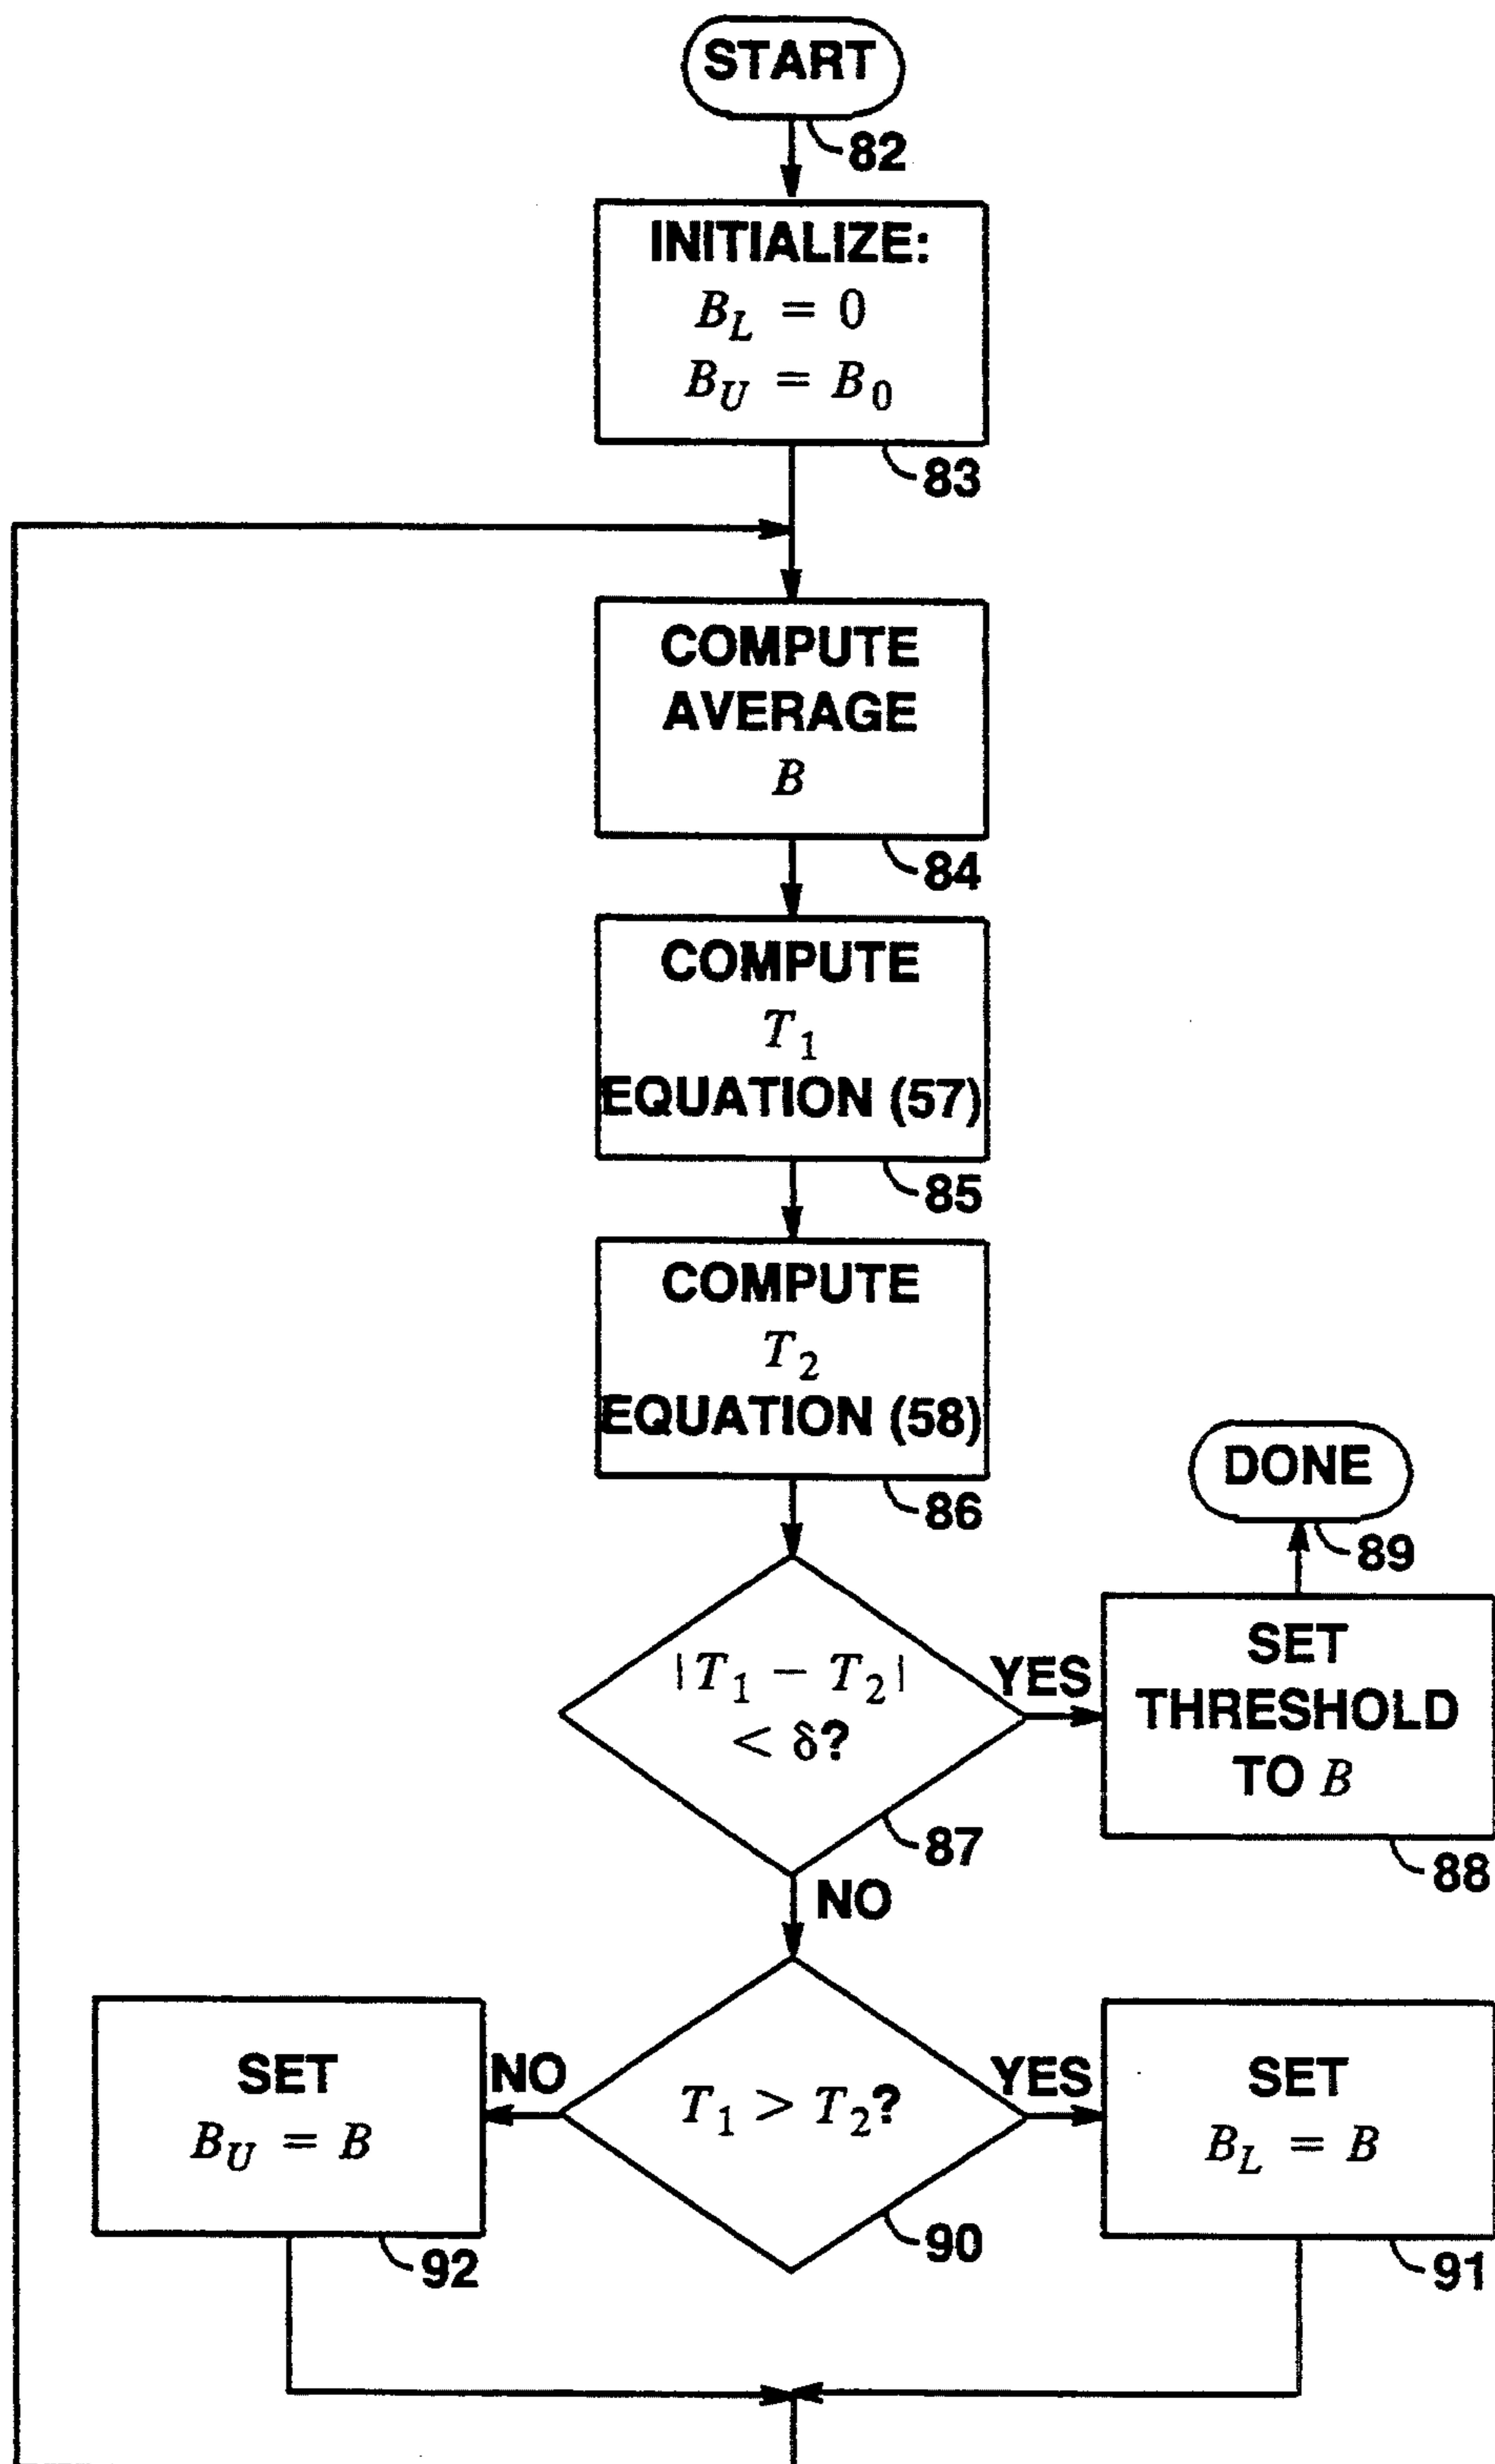 START
82
INITIALIZE:
B_L = 0
B_U = B_0
83
COMPUTE
AVERAGE
B
84
COMPUTE
T_1
EQUATION (57)
85
COMPUTE
T_2
EQUATION (58)
86
DONE
89
|T_1 − T_2|
< δ?
87
YES
SET
THRESHOLD
TO B
88
NO
SET
B_U = B
92
NO
T_1 > T_2?
90
YES
SET
B_L = B
91